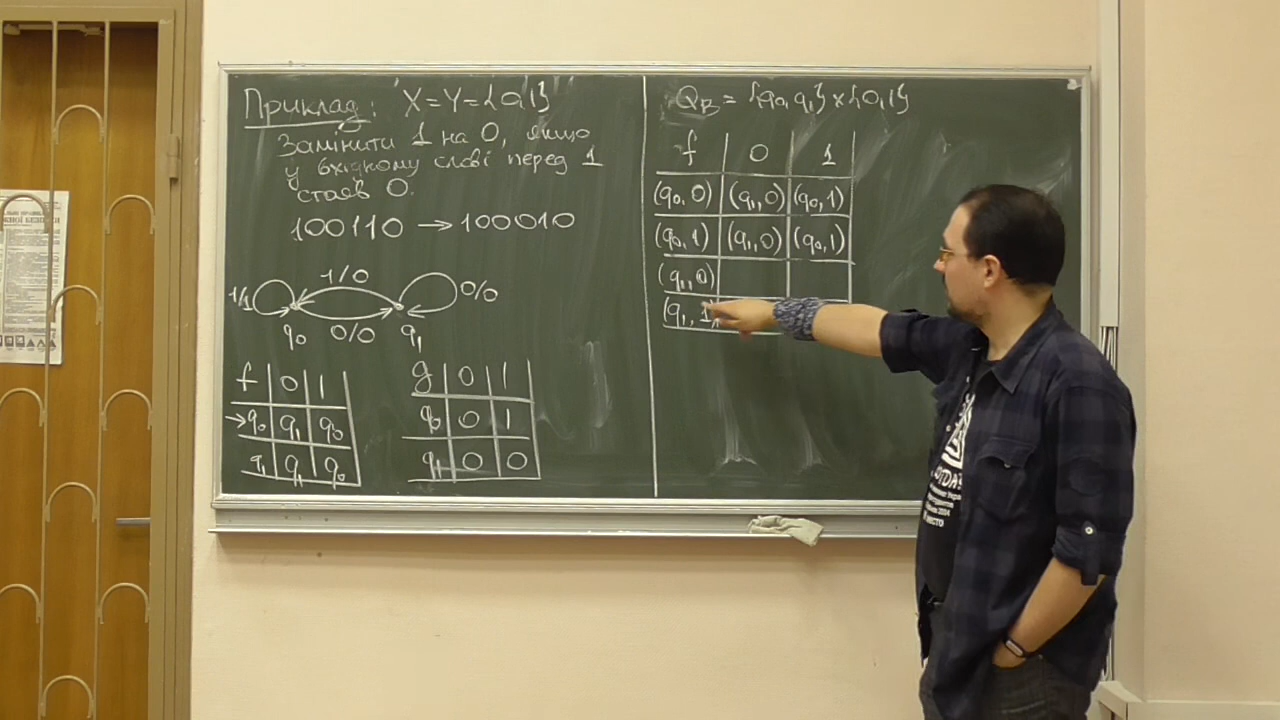 Приклад: X=Y={0,1}
Замінити 1 на 0, якщо
у вхідному слові перед 1
стояв 0.
100110 → 100010
1/0
1/1
0/0
q₀ 0/0 q₁
f 0 1
→q₀ q₁ q₀
q₁ q₁ q₀
g 0 1
q₀ 0 1
q₁ 0 0
Q_B = {q₀, q₁}×{0,1}
f 0 1
(q₀,0) (q₁,0) (q₀,1)
(q₀,1) (q₁,0) (q₀,1)
(q₁,0)
(q₁,1)